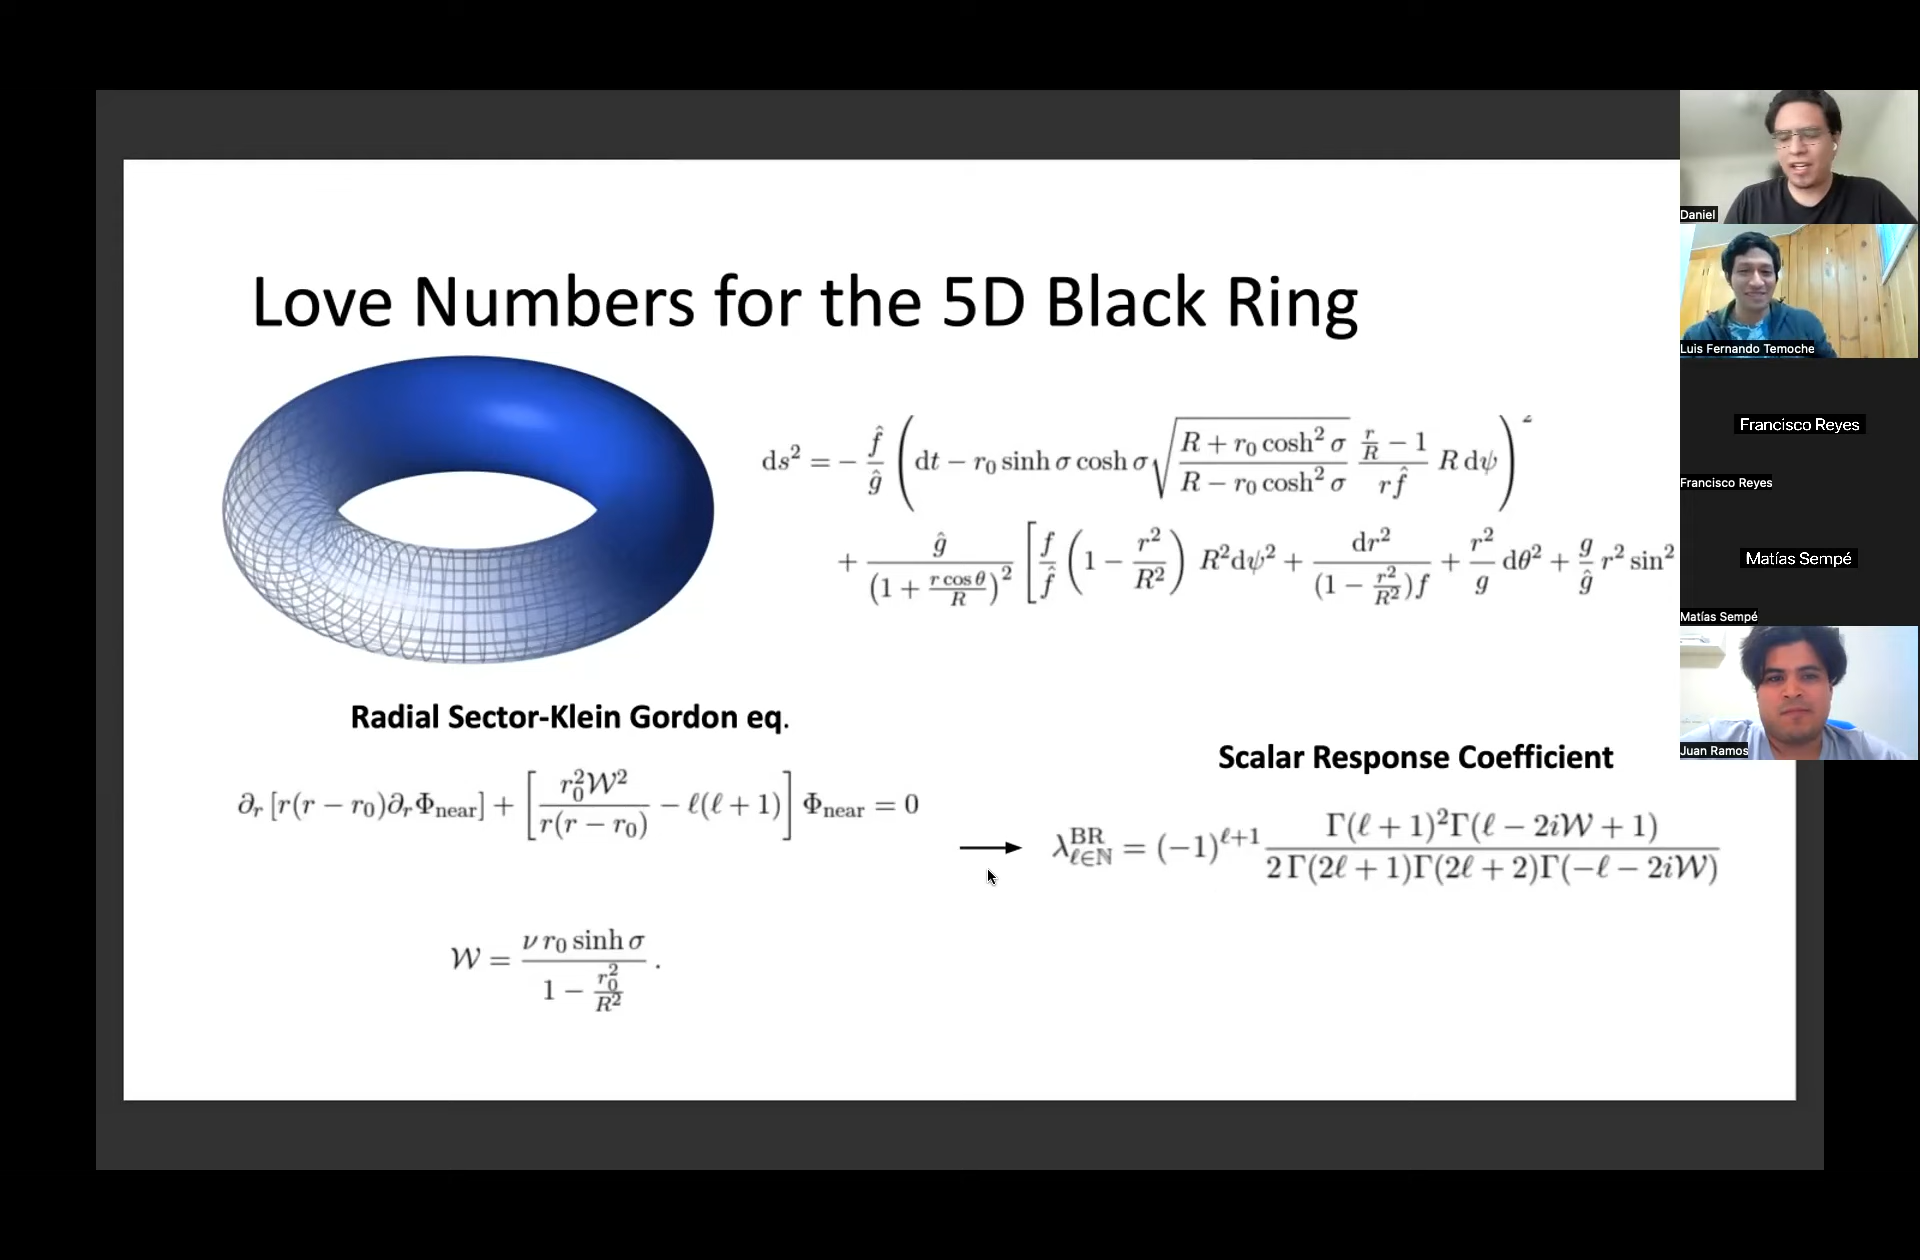 Love Numbers for the 5D Black Ring
ds² = − f̂/ĝ ( dt − r₀ sinh σ cosh σ √((R + r₀ cosh² σ)/(R − r₀ cosh² σ)) (r/R − 1)/(r f̂) R dψ )²
+ ĝ/(1 + (r cos θ)/R)² [ f/f̂ (1 − r²/R²) R²dψ² + dr²/((1 − r²/R²)f) + r²/g dθ² + g/ĝ r² sin²
Radial Sector-Klein Gordon eq.
∂ᵣ [r(r − r₀)∂ᵣΦ_near] + [ r₀²𝒲²/(r(r − r₀)) − ℓ(ℓ + 1) ] Φ_near = 0
𝒲 = (ν r₀ sinh σ)/(1 − r₀²/R²) .
Scalar Response Coefficient
λ^BR_ℓ∈ℕ = (−1)^ℓ+1 Γ(ℓ + 1)²Γ(ℓ − 2i𝒲 + 1)/(2 Γ(2ℓ + 1)Γ(2ℓ + 2)Γ(−ℓ − 2i𝒲))
Daniel
Luis Fernando Temoche
Francisco Reyes
Francisco Reyes
Matías Sempé
Matías Sempé
Juan Ramos